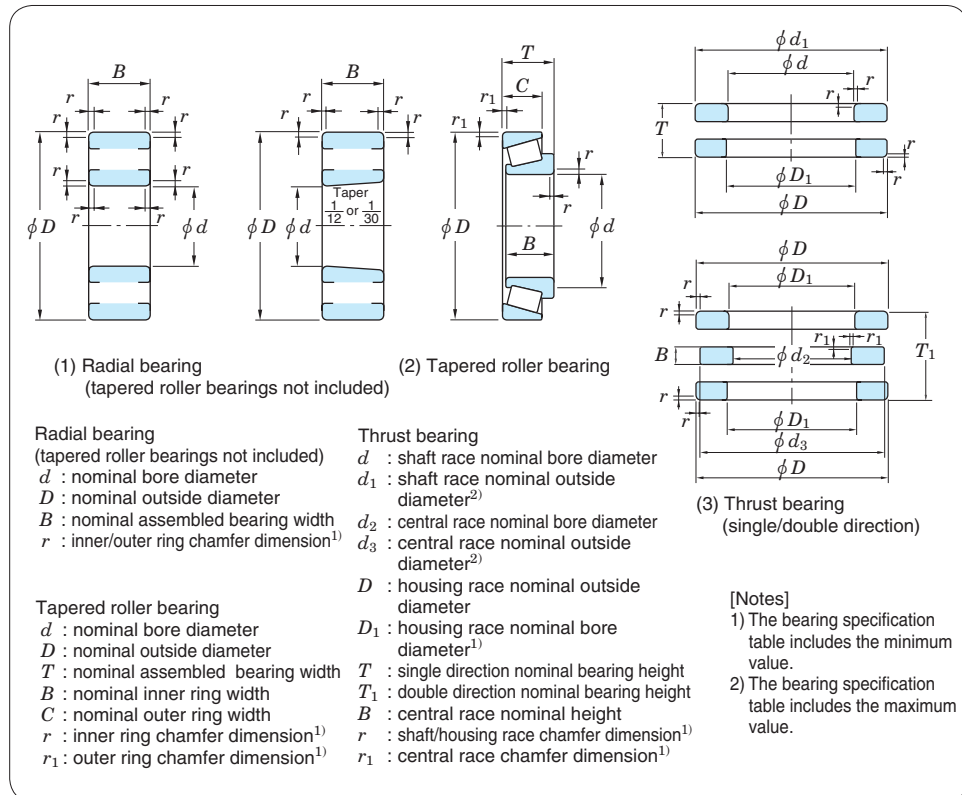 B
r
r
r
r
r
r
φD
φd
B
r
r
r
r
Taper
1/12 or 1/30
φD
φd
T
C
r1
r1
r
r
φD
B
φd
φd1
φd
r
r
T
r
r
φD1
φD
φD
φD1
r
r
r1
r1
B
φd2
T1
r
r
φD1
φd3
φD
(1) Radial bearing
(tapered roller bearings not included)
(2) Tapered roller bearing
(3) Thrust bearing
(single/double direction)
Radial bearing
(tapered roller bearings not included)
d : nominal bore diameter
D : nominal outside diameter
B : nominal assembled bearing width
r : inner/outer ring chamfer dimension1)
Tapered roller bearing
d : nominal bore diameter
D : nominal outside diameter
T : nominal assembled bearing width
B : nominal inner ring width
C : nominal outer ring width
r : inner ring chamfer dimension1)
r1 : outer ring chamfer dimension1)
Thrust bearing
d : shaft race nominal bore diameter
d1 : shaft race nominal outside
diameter2)
d2 : central race nominal bore diameter
d3 : central race nominal outside
diameter2)
D : housing race nominal outside
diameter
D1 : housing race nominal bore
diameter1)
T : single direction nominal bearing height
T1 : double direction nominal bearing height
B : central race nominal height
r : shaft/housing race chamfer dimension1)
r1 : central race chamfer dimension1)
[Notes]
1) The bearing specification
table includes the minimum
value.
2) The bearing specification
table includes the maximum
value.